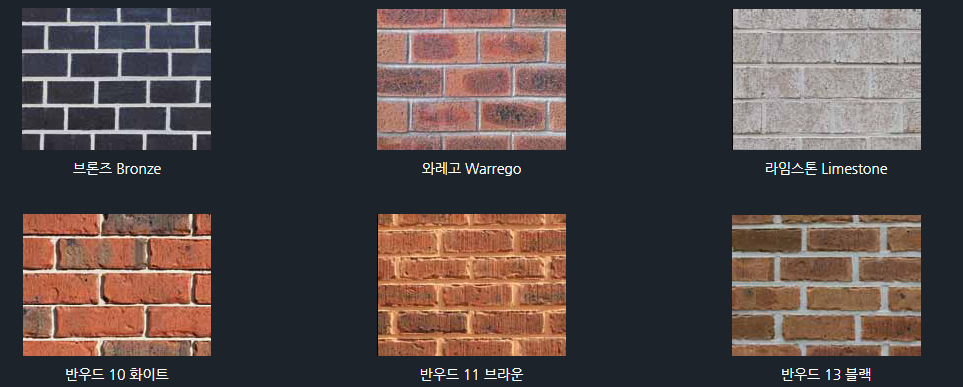 브론즈 Bronze
와레고 Warrego
라임스톤 Limestone
반우드 10 화이트
반우드 11 브라운
반우드 13 블랙